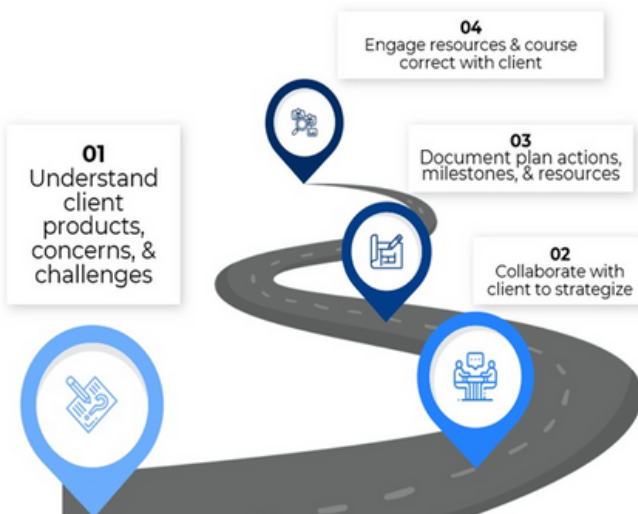 01
Understand
client
products,
concerns, &
challenges
02
Collaborate with
client to strategize
03
Document plan actions,
milestones, & resources
04
Engage resources & course
correct with client